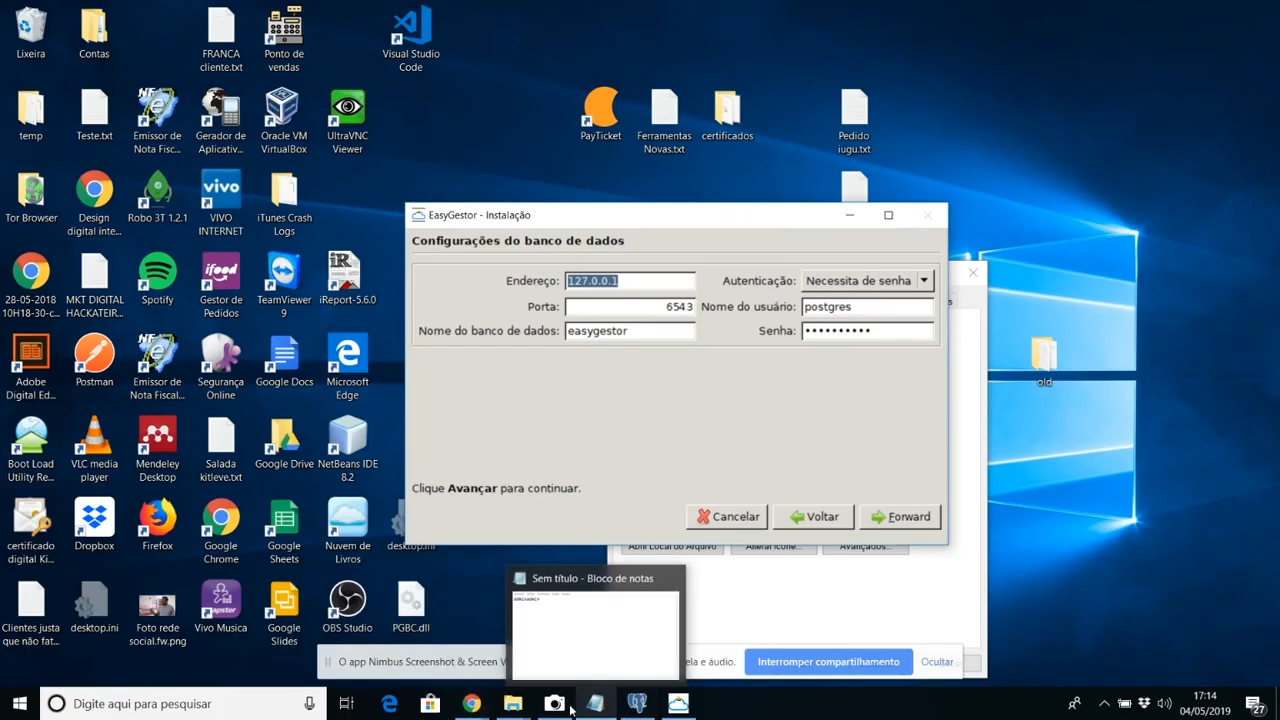 Lixeira
Contas
FRANCA
cliente.txt
Ponto de
vendas
Visual Studio
Code
temp
Teste.txt
Emissor de
Nota Fisc...
Gerador de
Aplicativ...
Oracle VM
VirtualBox
UltraVNC
Viewer
PayTicket
Ferramentas
Novas.txt
certificados
Pedido
iugu.txt
Tor Browser
Design
digital inte...
Robo 3T 1.2.1
vivo
VIVO
INTERNET
iTunes Crash
Logs
28-05-2018
10H18-30-c...
MKT DIGITAL
HACKATEIR...
Spotify
ifood
Gestor de
Pedidos
TeamViewer
9
iR
iReport-5.6.0
Adobe
Digital Ed...
Postman
Emissor de
Nota Fiscal...
Segurança
Online
Google Docs
Microsoft
Edge
Boot Load
Utility Re...
VLC media
player
Mendeley
Desktop
Salada
kitleve.txt
Google Drive
NetBeans IDE
8.2
certificado
digital Ki...
Dropbox
Firefox
Google
Chrome
Google
Sheets
Nuvem de
Livros
desktop.ini
Clientes justa
que não fat...
desktop.ini
Foto rede
social.fw.png
napster
Vivo Musica
Google
Slides
OBS Studio
PGBC.dll
old
EasyGestor - Instalação
Configurações do banco de dados
Endereço: 127.0.0.1 Autenticação: Necessita de senha
Porta: 6543 Nome do usuário: postgres
Nome do banco de dados: easygestor Senha: ••••••••••
Clique Avançar para continuar.
Cancelar Voltar Forward
Abrir Local do Arquivo Alterar Ícone... Avançados...
Sem título - Bloco de notas
O app Nimbus Screenshot & Screen V
ela e áudio. Interromper compartilhamento Ocultar
Digite aqui para pesquisar
17:14
04/05/2019
27